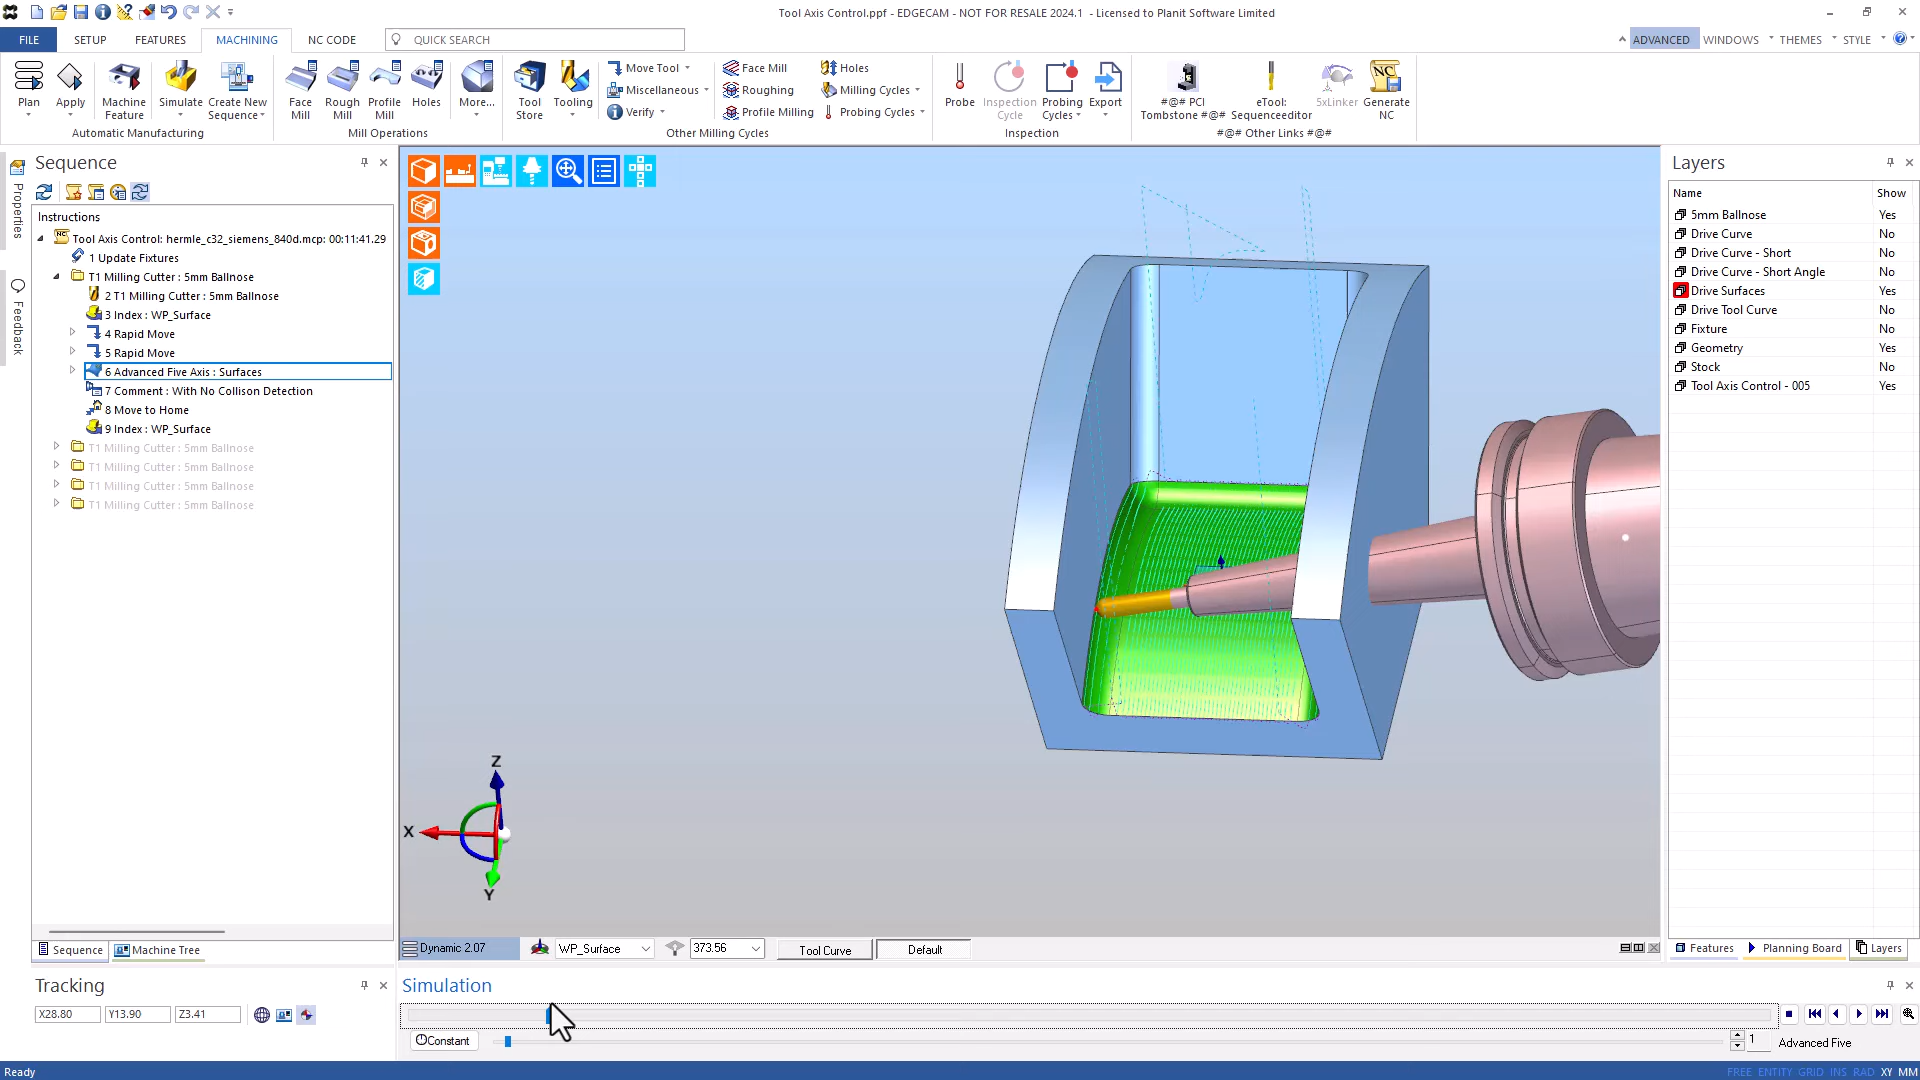 Tool Axis Control.ppf - EDGECAM - NOT FOR RESALE 2024.1 - Licensed to Planit Software Limited
FILE SETUP FEATURES MACHINING NC CODE QUICK SEARCH ADVANCED WINDOWS THEMES STYLE
Plan
Apply
Machine Feature
Simulate
Create New Sequence
Automatic Manufacturing
Face Mill
Rough Mill
Profile Mill
Holes
More...
Mill Operations
Tool Store
Tooling
Move Tool
Miscellaneous
Verify
Face Mill
Roughing
Profile Milling
Holes
Milling Cycles
Probing Cycles
Other Milling Cycles
Probe
Inspection Cycle
Probing Cycles
Export
Inspection
#@# PCI Tombstone #@#
eTool: Sequenceeditor
5xLinker
Generate NC
#@# Other Links #@#
Properties
Feedback
Sequence
Instructions
Tool Axis Control: hermle_c32_siemens_840d.mcp: 00:11:41.29
1 Update Fixtures
T1 Milling Cutter : 5mm Ballnose
2 T1 Milling Cutter : 5mm Ballnose
3 Index : WP_Surface
4 Rapid Move
5 Rapid Move
6 Advanced Five Axis : Surfaces
7 Comment : With No Collison Detection
8 Move to Home
9 Index : WP_Surface
T1 Milling Cutter : 5mm Ballnose
T1 Milling Cutter : 5mm Ballnose
T1 Milling Cutter : 5mm Ballnose
T1 Milling Cutter : 5mm Ballnose
Sequence Machine Tree
Z
X
Y
Dynamic 2.07 WP_Surface 373.56 Tool Curve Default
Layers
Name Show
5mm Ballnose Yes
Drive Curve No
Drive Curve - Short No
Drive Curve - Short Angle No
Drive Surfaces Yes
Drive Tool Curve No
Fixture No
Geometry Yes
Stock No
Tool Axis Control - 005 Yes
Features Planning Board Layers
Tracking
X28.80 Y13.90 Z3.41
Simulation
Constant
1
Advanced Five
Ready
FREE ENTITY GRID INS RAD XY MM